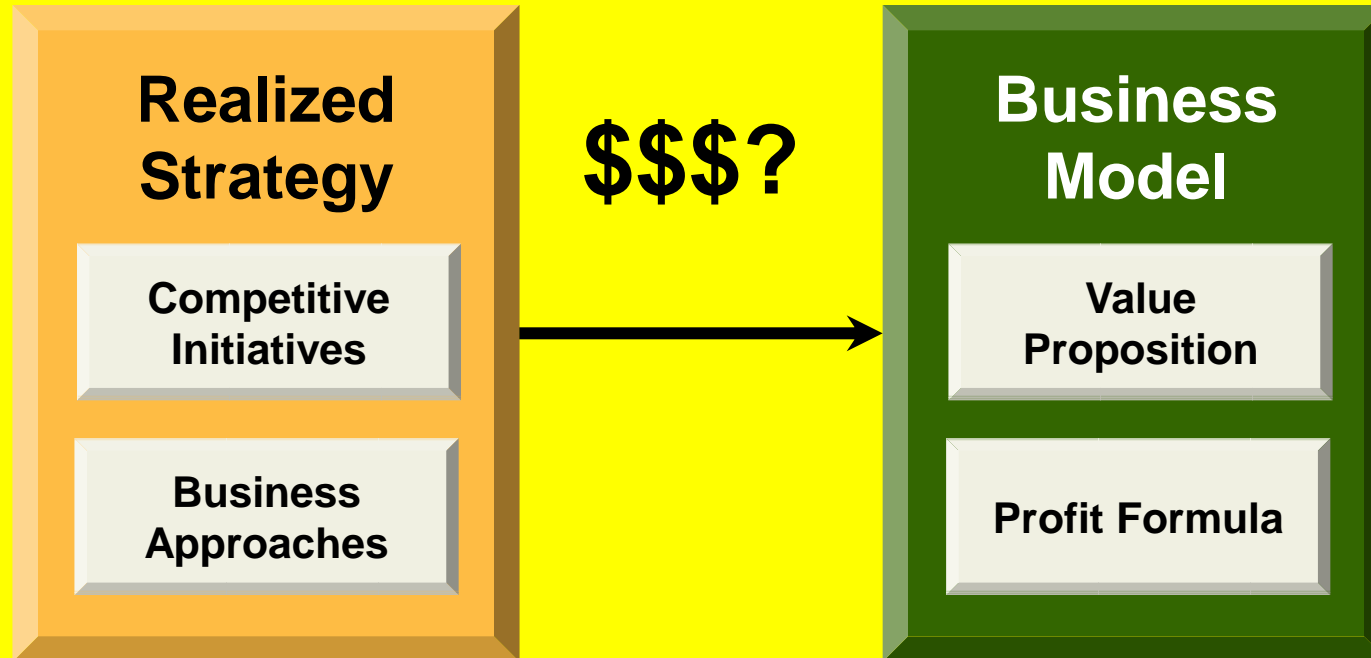 Realized
Strategy
Competitive
Initiatives
Business
Approaches
$$$?
Business
Model
Value
Proposition
Profit Formula